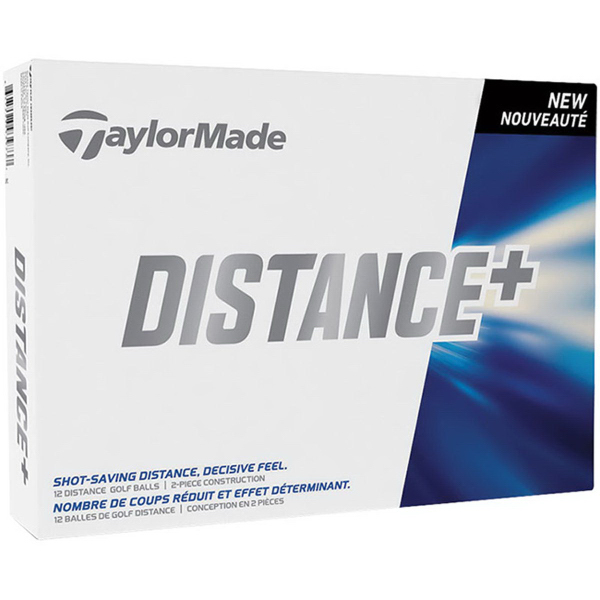 NEW
NOUVEAUTÉ
TaylorMade
DISTANCE+
DISTANCE+
SHOT-SAVING DISTANCE, DECISIVE FEEL.
12 DISTANCE GOLF BALLS | 2-PIECE CONSTRUCTION
NOMBRE DE COUPS RÉDUIT ET EFFET DÉTERMINANT.
12 BALLES DE GOLF DISTANCE | CONCEPTION EN 2 PIÈCES